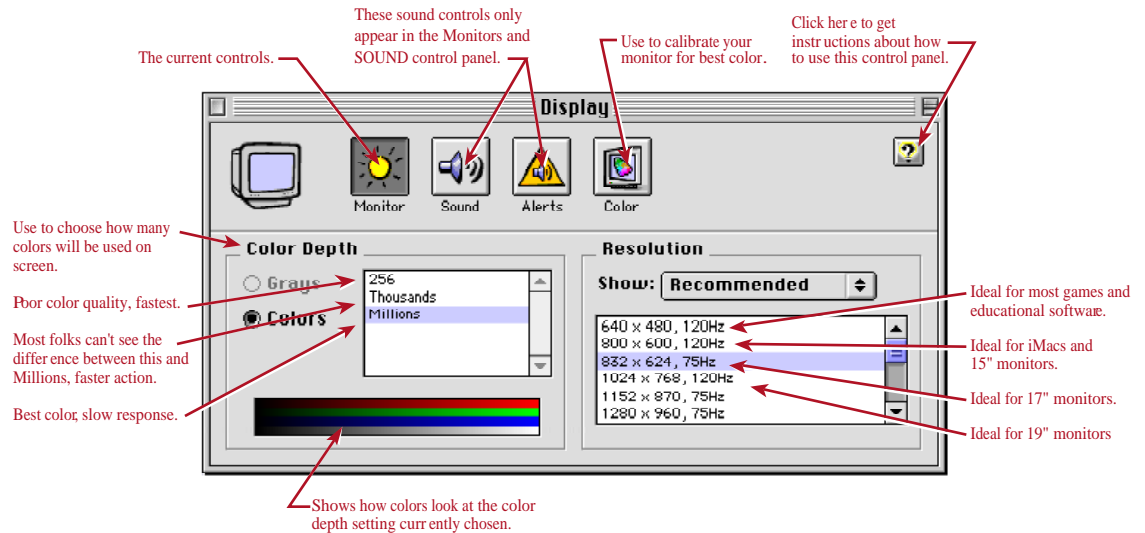 These sound controls only
appear in the Monitors and
SOUND control panel.
The current controls.
Use to calibrate your
monitor for best color.
Click her e to get
instr uctions about how
to use this control panel.
Display
?
Monitor
Sound
Alerts
Color
Use to choose how many
colors will be used on
screen.
Poor color quality, fastest.
Most folks can't see the
differ ence between this and
Millions, faster action.
Best color, slow response.
Color Depth
Grays
Colors
256
Thousands
Millions
Resolution
Show: Recommended
640 x 480, 120Hz
800 x 600, 120Hz
832 x 624, 75Hz
1024 x 768, 120Hz
1152 x 870, 75Hz
1280 x 960, 75Hz
Ideal for most games and
educational software.
Ideal for iMacs and
15" monitors.
Ideal for 17" monitors.
Ideal for 19" monitors
Shows how colors look at the color
depth setting curr ently chosen.